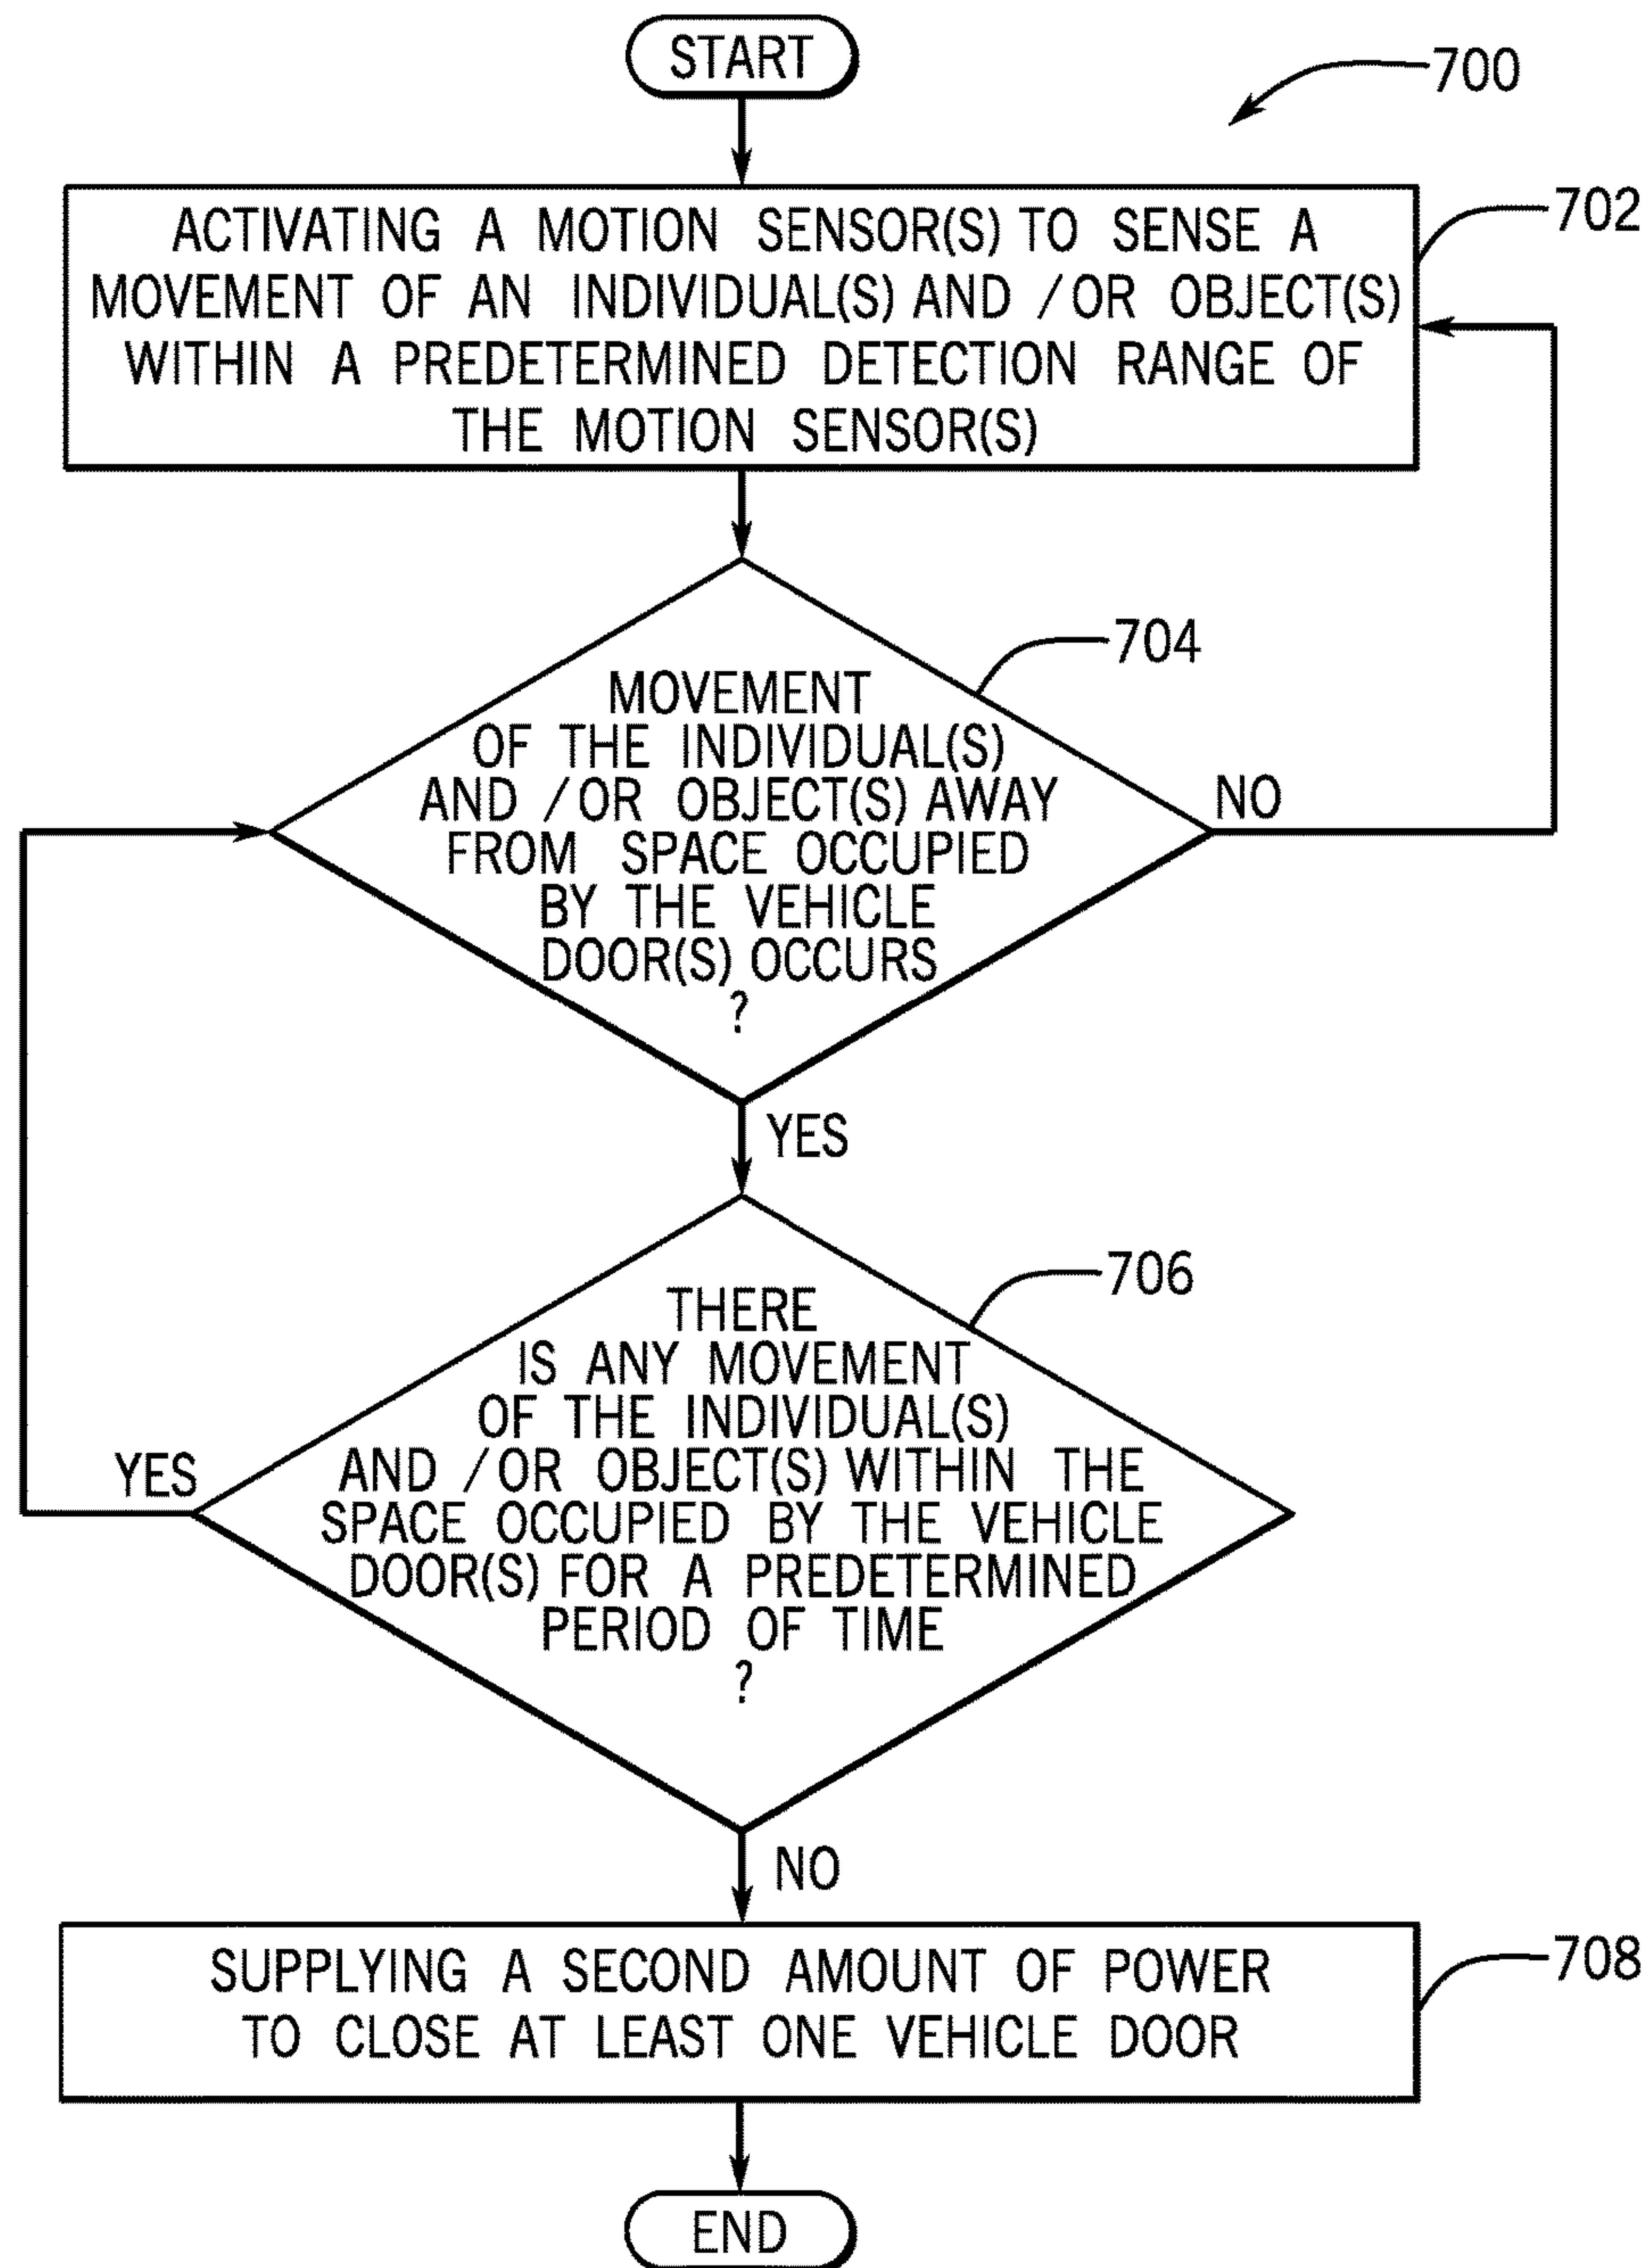 START
700
ACTIVATING A MOTION SENSOR(S) TO SENSE A
MOVEMENT OF AN INDIVIDUAL(S) AND /OR OBJECT(S)
WITHIN A PREDETERMINED DETECTION RANGE OF
THE MOTION SENSOR(S)
702
704
MOVEMENT
OF THE INDIVIDUAL(S)
AND /OR OBJECT(S) AWAY
FROM SPACE OCCUPIED
BY THE VEHICLE
DOOR(S) OCCURS
?
NO
YES
706
THERE
IS ANY MOVEMENT
OF THE INDIVIDUAL(S)
AND /OR OBJECT(S) WITHIN THE
SPACE OCCUPIED BY THE VEHICLE
DOOR(S) FOR A PREDETERMINED
PERIOD OF TIME
?
YES
NO
SUPPLYING A SECOND AMOUNT OF POWER
TO CLOSE AT LEAST ONE VEHICLE DOOR
708
END